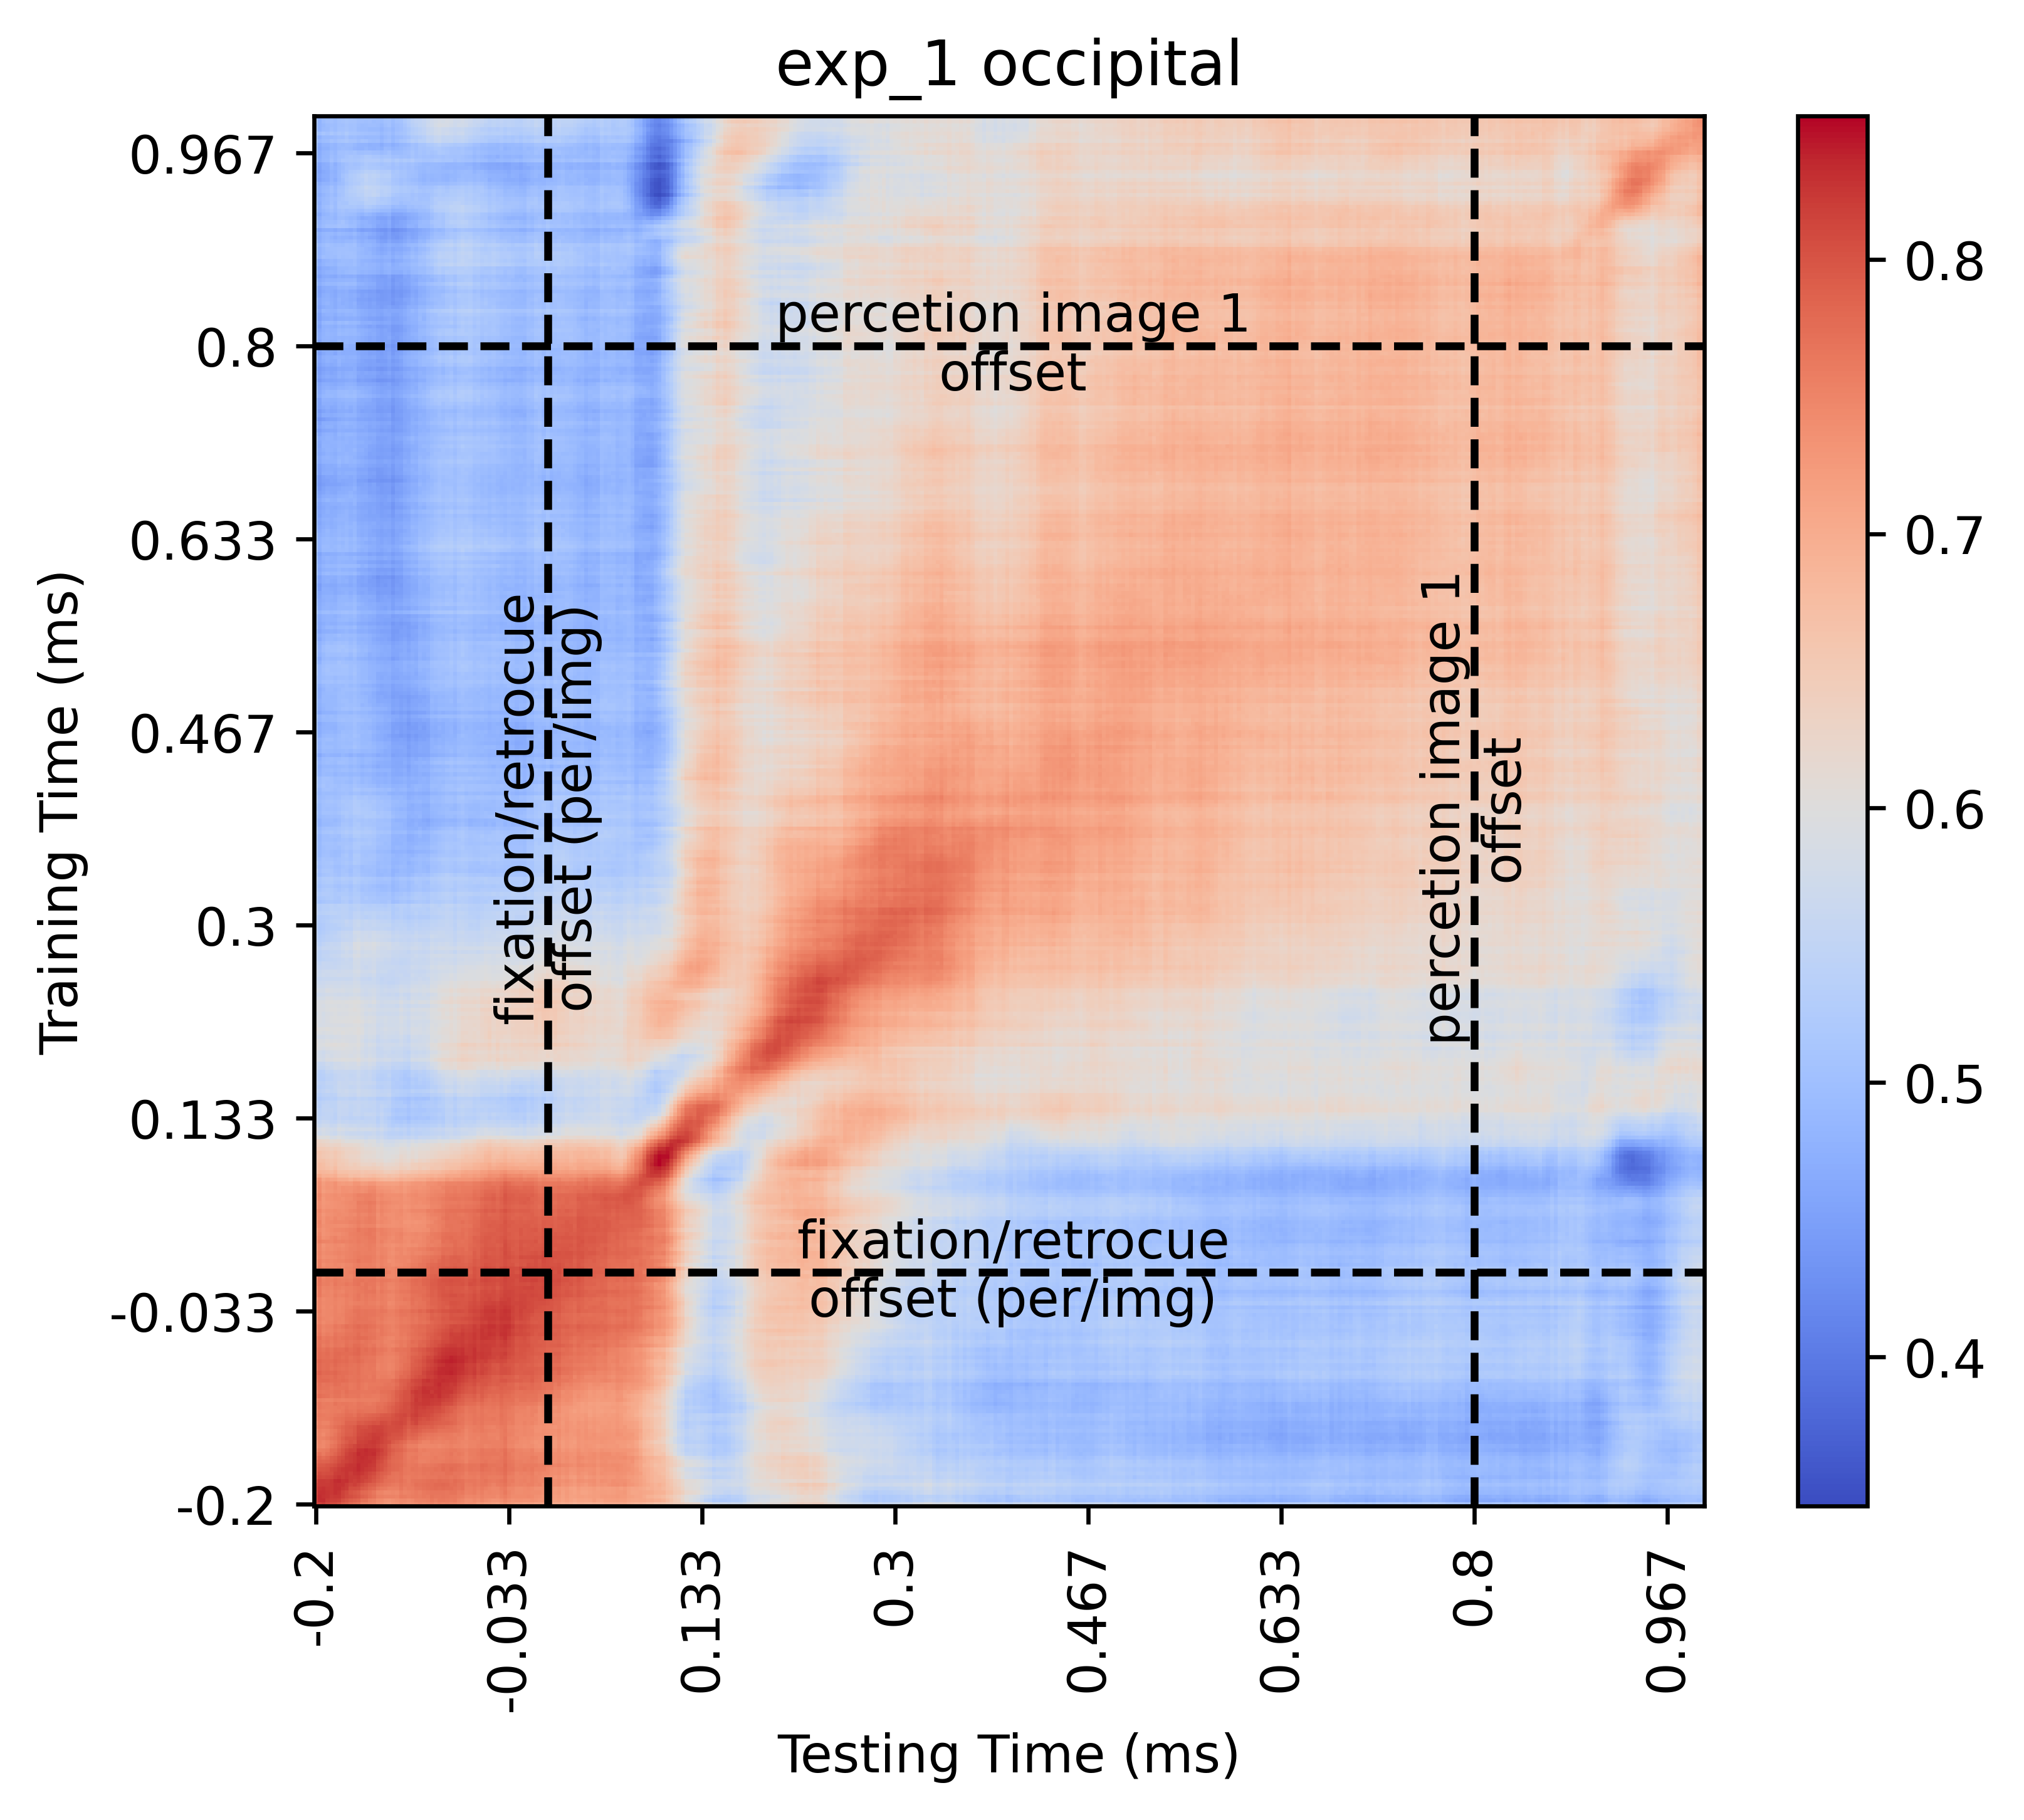 exp_1 occipital
0.967
0.8
0.633
0.467
0.3
0.133
-0.033
-0.2
Training Time (ms)
percetion image 1
offset
fixation/retrocue
offset (per/img)
percetion image 1
offset
fixation/retrocue
offset (per/img)
-0.2
-0.033
0.133
0.3
0.467
0.633
0.8
0.967
Testing Time (ms)
0.8
0.7
0.6
0.5
0.4